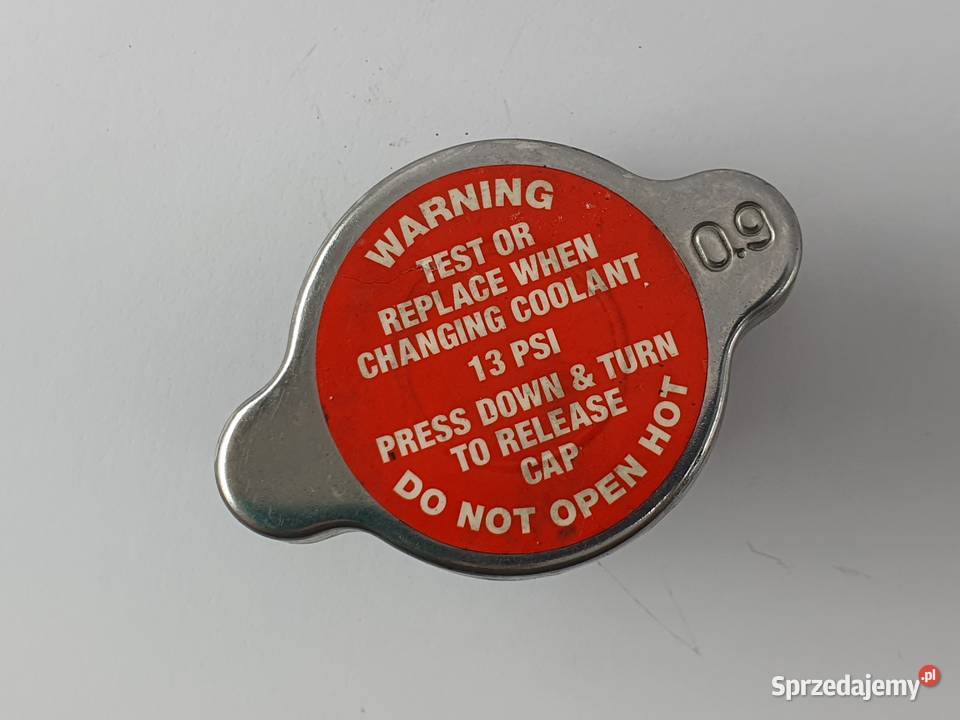 WARNING
TEST OR
REPLACE WHEN
CHANGING COOLANT
13 PSI
PRESS DOWN & TURN
TO RELEASE
CAP
DO NOT OPEN HOT
0.9
Sprzedajemy.pl